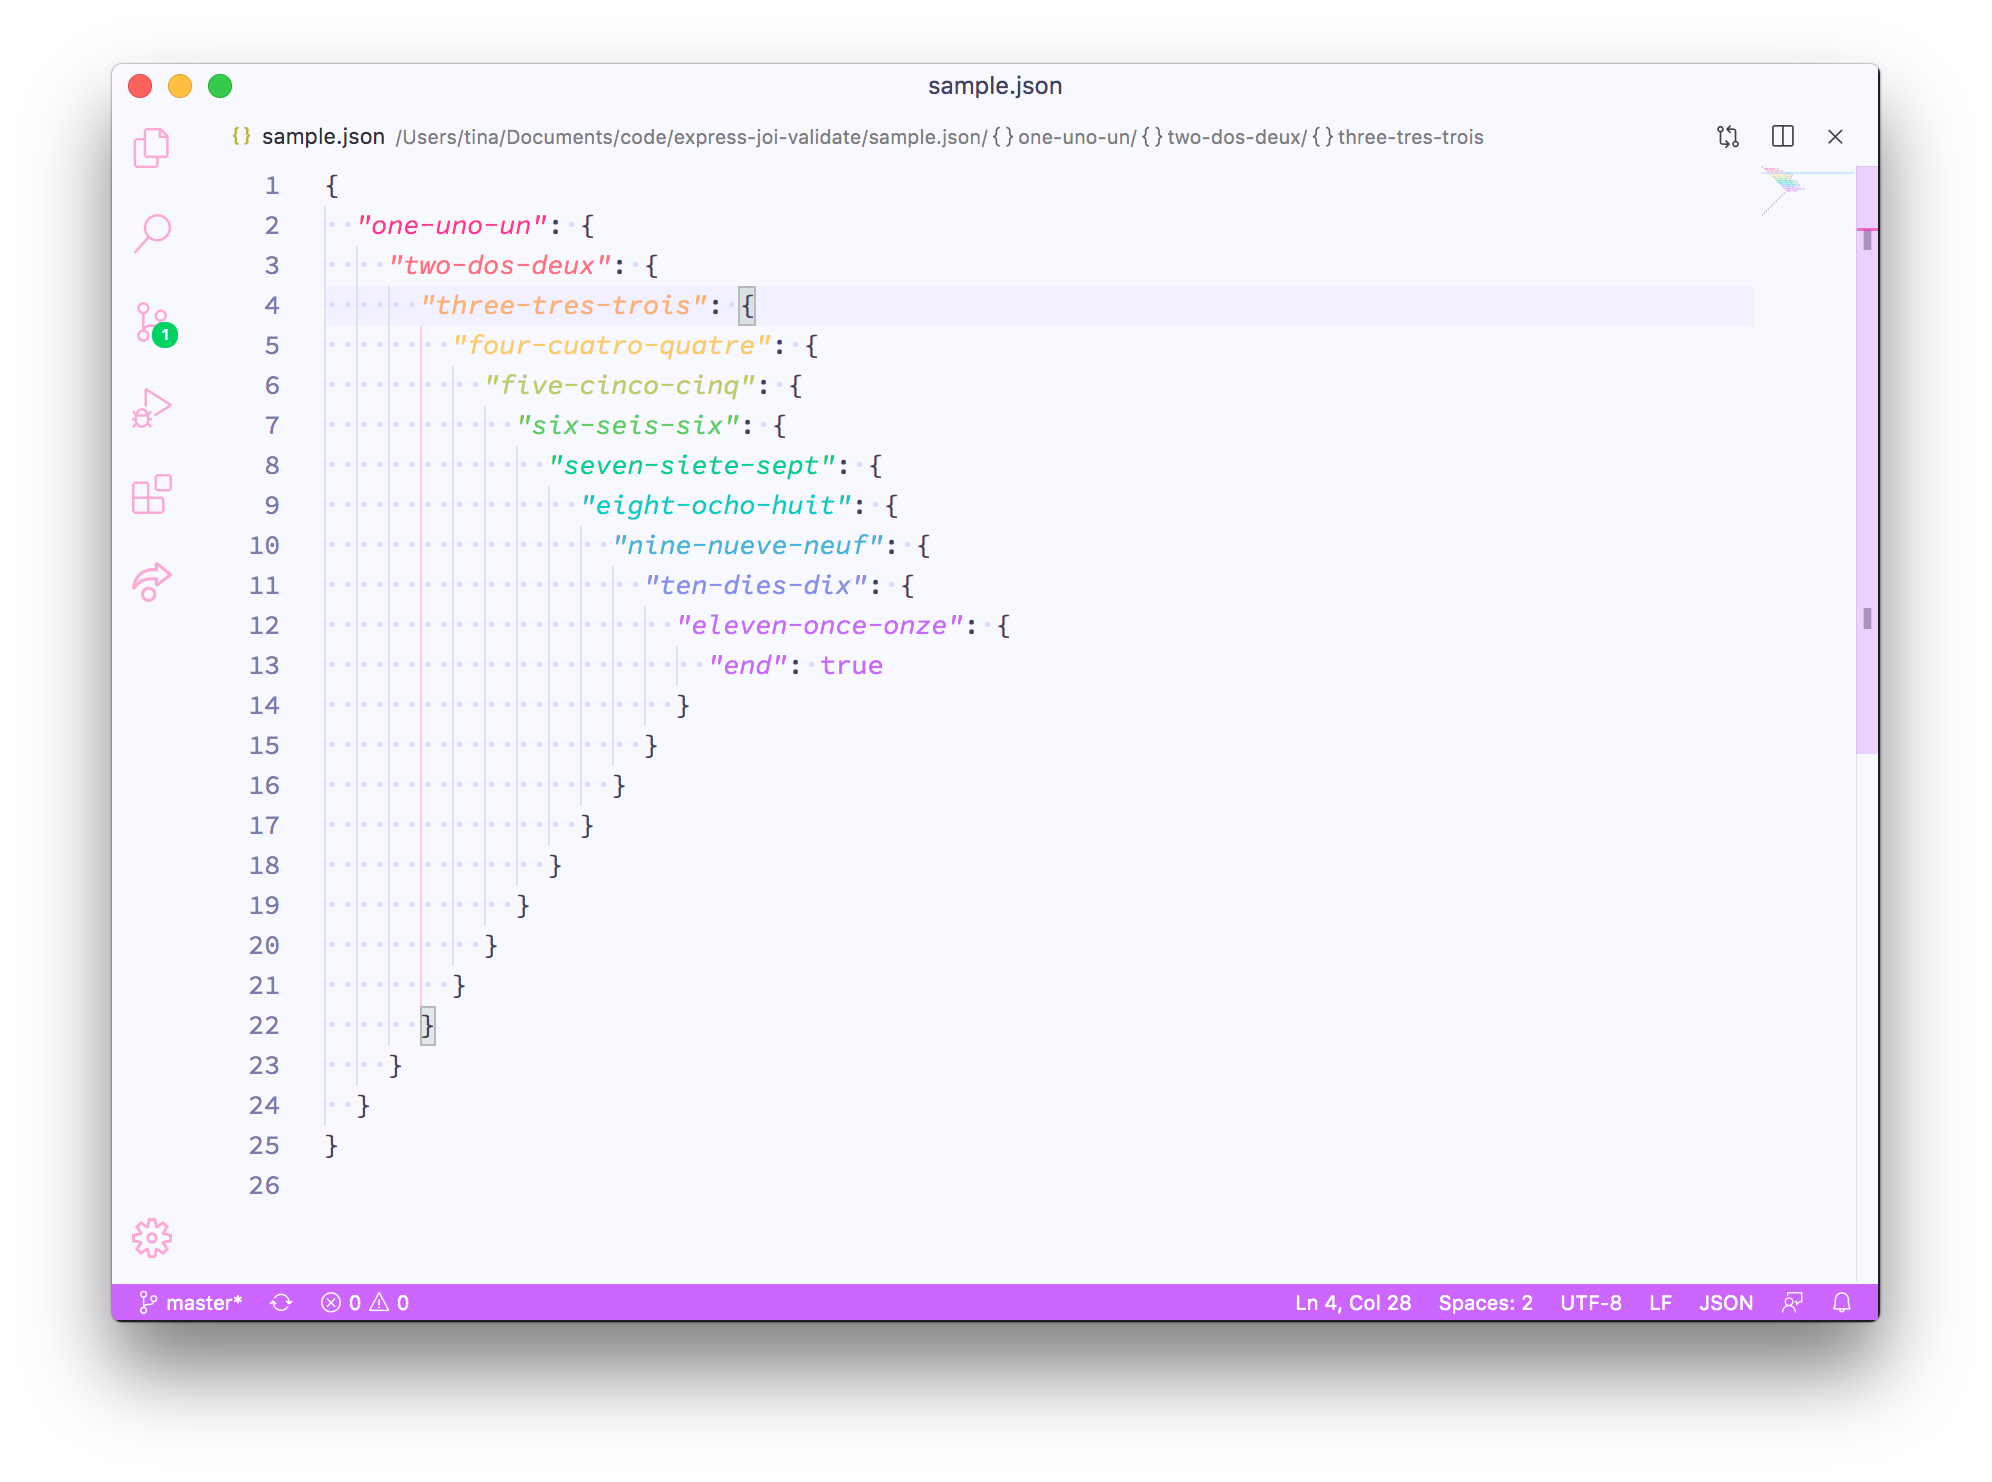 sample.json
{} sample.json /Users/tina/Documents/code/express-joi-validate/sample.json/ {} one-uno-un/ {} two-dos-deux/ {} three-tres-trois
1 {
2   "one-uno-un": {
3     "two-dos-deux": {
4       "three-tres-trois": {
5         "four-cuatro-quatre": {
6           "five-cinco-cinq": {
7             "six-seis-six": {
8               "seven-siete-sept": {
9                 "eight-ocho-huit": {
10                   "nine-nueve-neuf": {
11                     "ten-dies-dix": {
12                       "eleven-once-onze": {
13                         "end": true
14                       }
15                     }
16                   }
17                 }
18               }
19             }
20           }
21         }
22       }
23     }
24   }
25 }
26
1
master* 0 0 Ln 4, Col 28 Spaces: 2 UTF-8 LF JSON